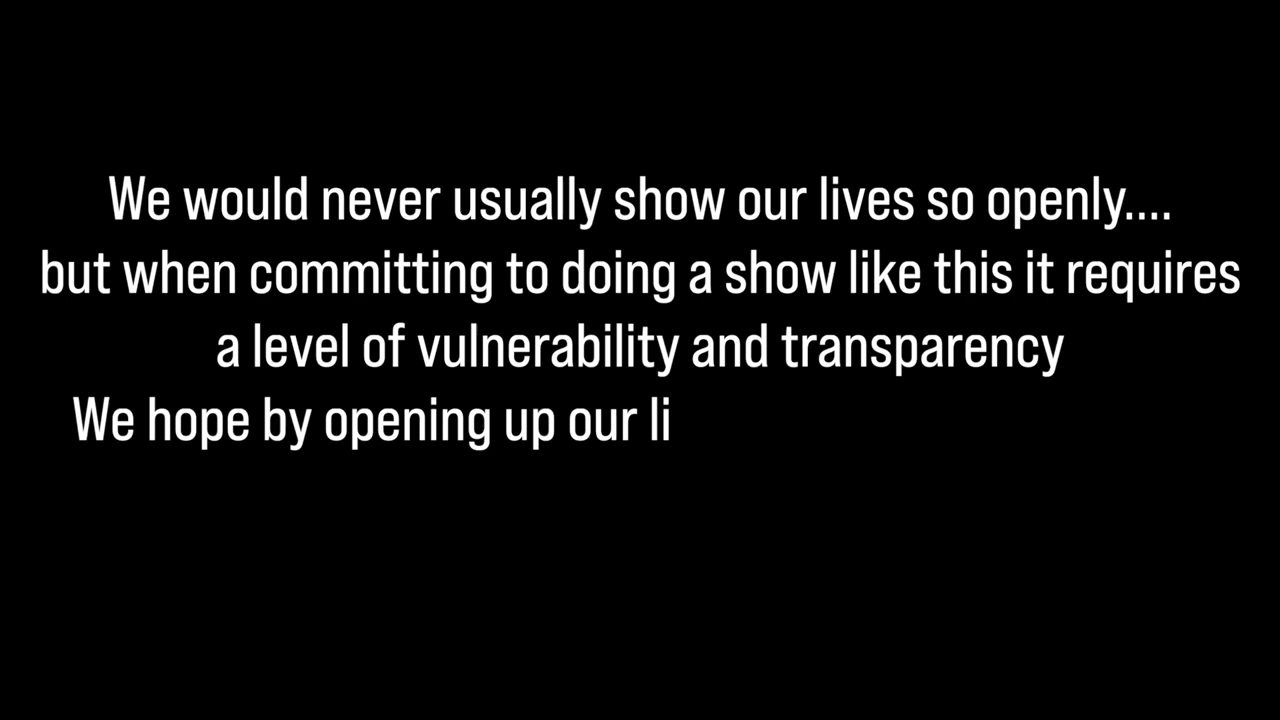 We would never usually show our lives so openly....
but when committing to doing a show like this it requires
a level of vulnerability and transparency
We hope by opening up our li